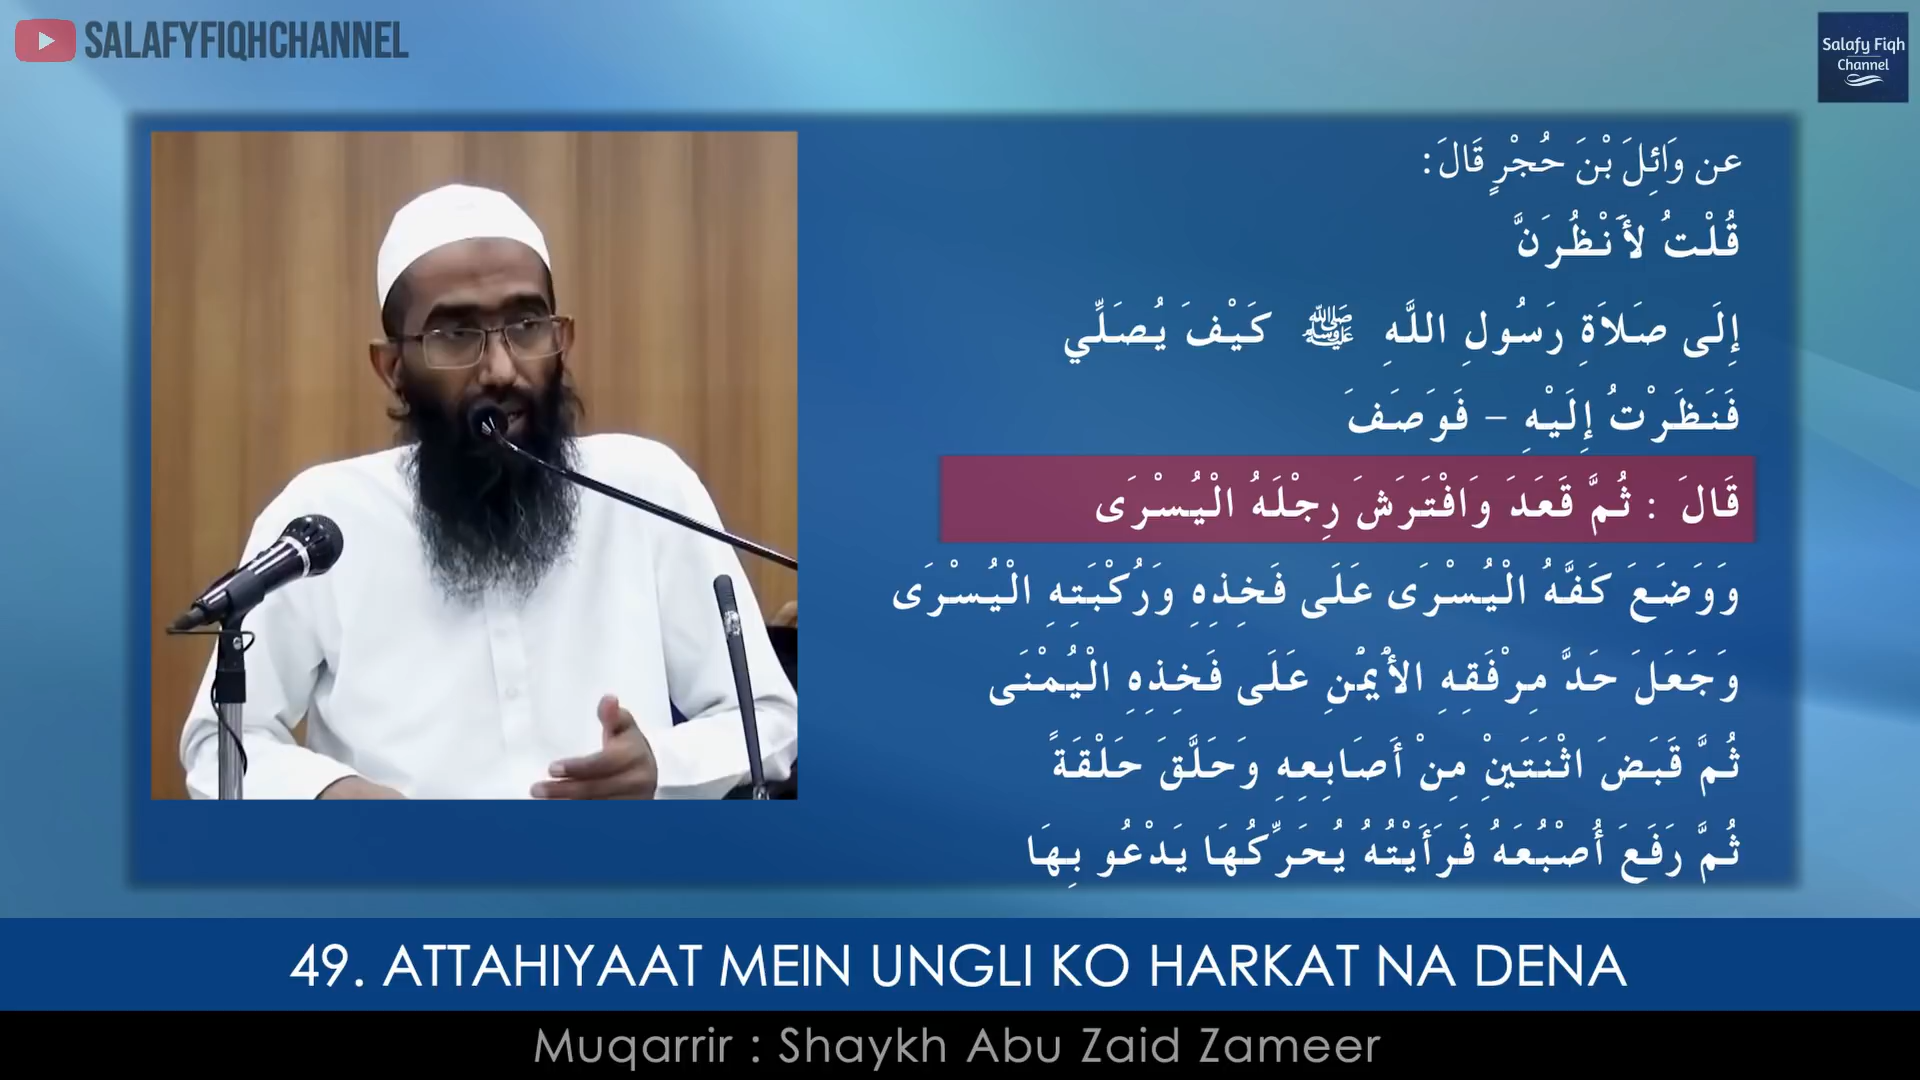 SALAFYFIQHCHANNEL
Salafy Fiqh
Channel
عن وَائِلَ بْنَ حُجْرٍ قَالَ:
قُلْتُ لأَنْظُرَنَّ
إِلَى صَلاَةِ رَسُولِ اللَّهِ ﷺ كَيْفَ يُصَلِّي
فَنَظَرْتُ إِلَيْهِ – فَوَصَفَ
قَالَ : ثُمَّ قَعَدَ وَافْتَرَشَ رِجْلَهُ الْيُسْرَى
وَوَضَعَ كَفَّهُ الْيُسْرَى عَلَى فَخِذِهِ وَرُكْبَتِهِ الْيُسْرَى
وَجَعَلَ حَدَّ مِرْفَقِهِ الأَيْمَنِ عَلَى فَخِذِهِ الْيُمْنَى
ثُمَّ قَبَضَ اثْنَتَيْنِ مِنْ أَصَابِعِهِ وَحَلَّقَ حَلْقَةً
ثُمَّ رَفَعَ أُصْبُعَهُ فَرَأَيْتُهُ يُحَرِّكُهَا يَدْعُو بِهَا
49. ATTAHIYAAT MEIN UNGLI KO HARKAT NA DENA
Muqarrir : Shaykh Abu Zaid Zameer